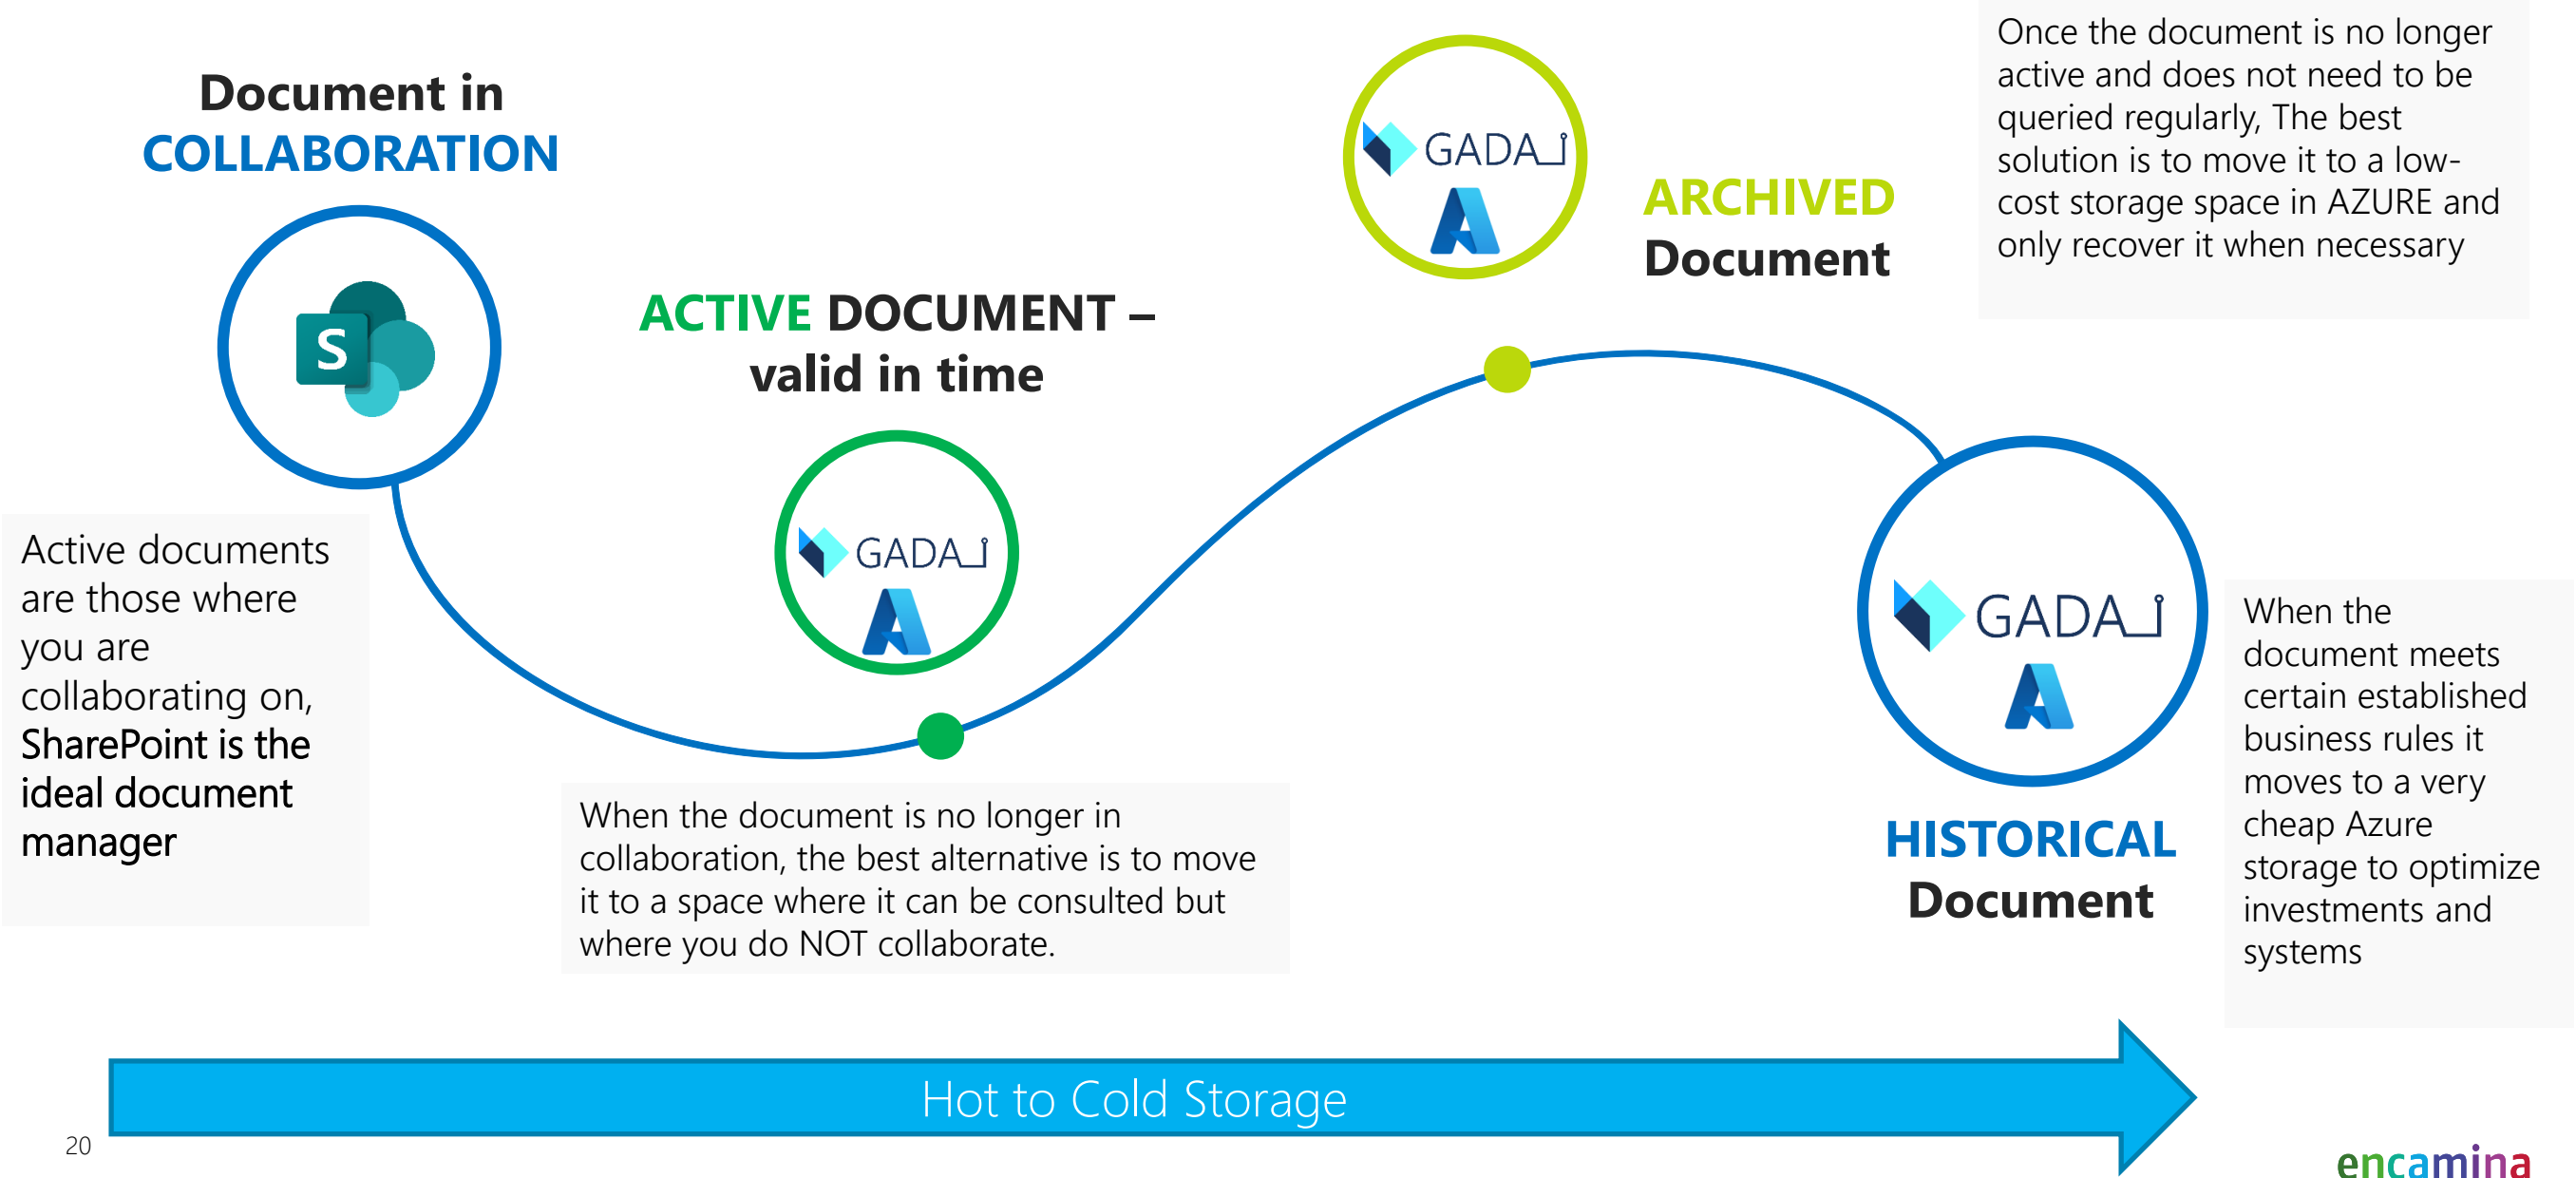 Document in
COLLABORATION
S
Active documents
are those where
you are
collaborating on,
SharePoint is the
ideal document
manager
ACTIVE DOCUMENT –
valid in time
GADA_i
When the document is no longer in
collaboration, the best alternative is to move
it to a space where it can be consulted but
where you do NOT collaborate.
GADA_i
ARCHIVED
Document
Once the document is no longer
active and does not need to be
queried regularly, The best
solution is to move it to a low-
cost storage space in AZURE and
only recover it when necessary
GADA_i
HISTORICAL
Document
When the
document meets
certain established
business rules it
moves to a very
cheap Azure
storage to optimize
investments and
systems
Hot to Cold Storage
20
encamina